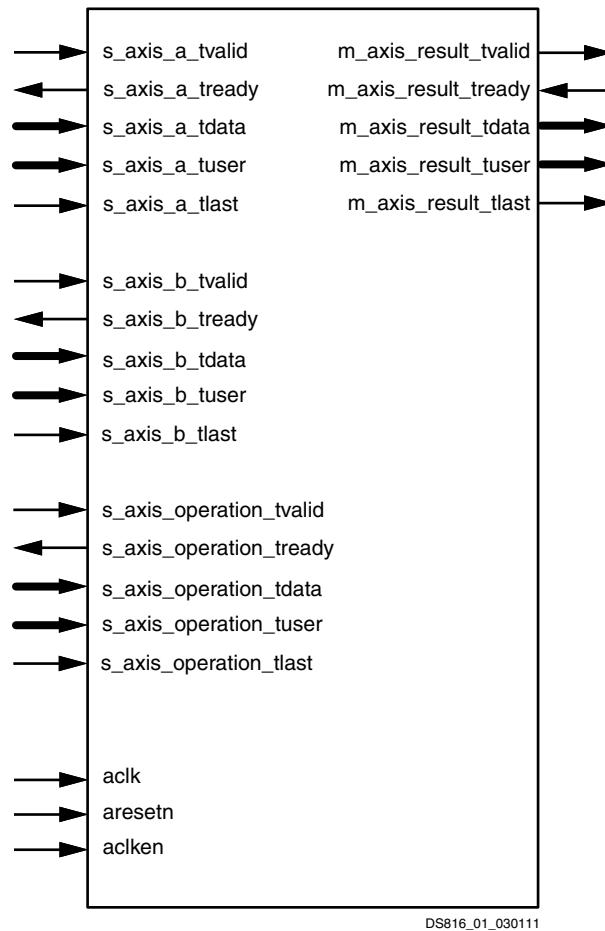 s_axis_a_tvalid
s_axis_a_tready
s_axis_a_tdata
s_axis_a_tuser
s_axis_a_tlast
m_axis_result_tvalid
m_axis_result_tready
m_axis_result_tdata
m_axis_result_tuser
m_axis_result_tlast
s_axis_b_tvalid
s_axis_b_tready
s_axis_b_tdata
s_axis_b_tuser
s_axis_b_tlast
s_axis_operation_tvalid
s_axis_operation_tready
s_axis_operation_tdata
s_axis_operation_tuser
s_axis_operation_tlast
aclk
aresetn
aclken
DS816_01_030111